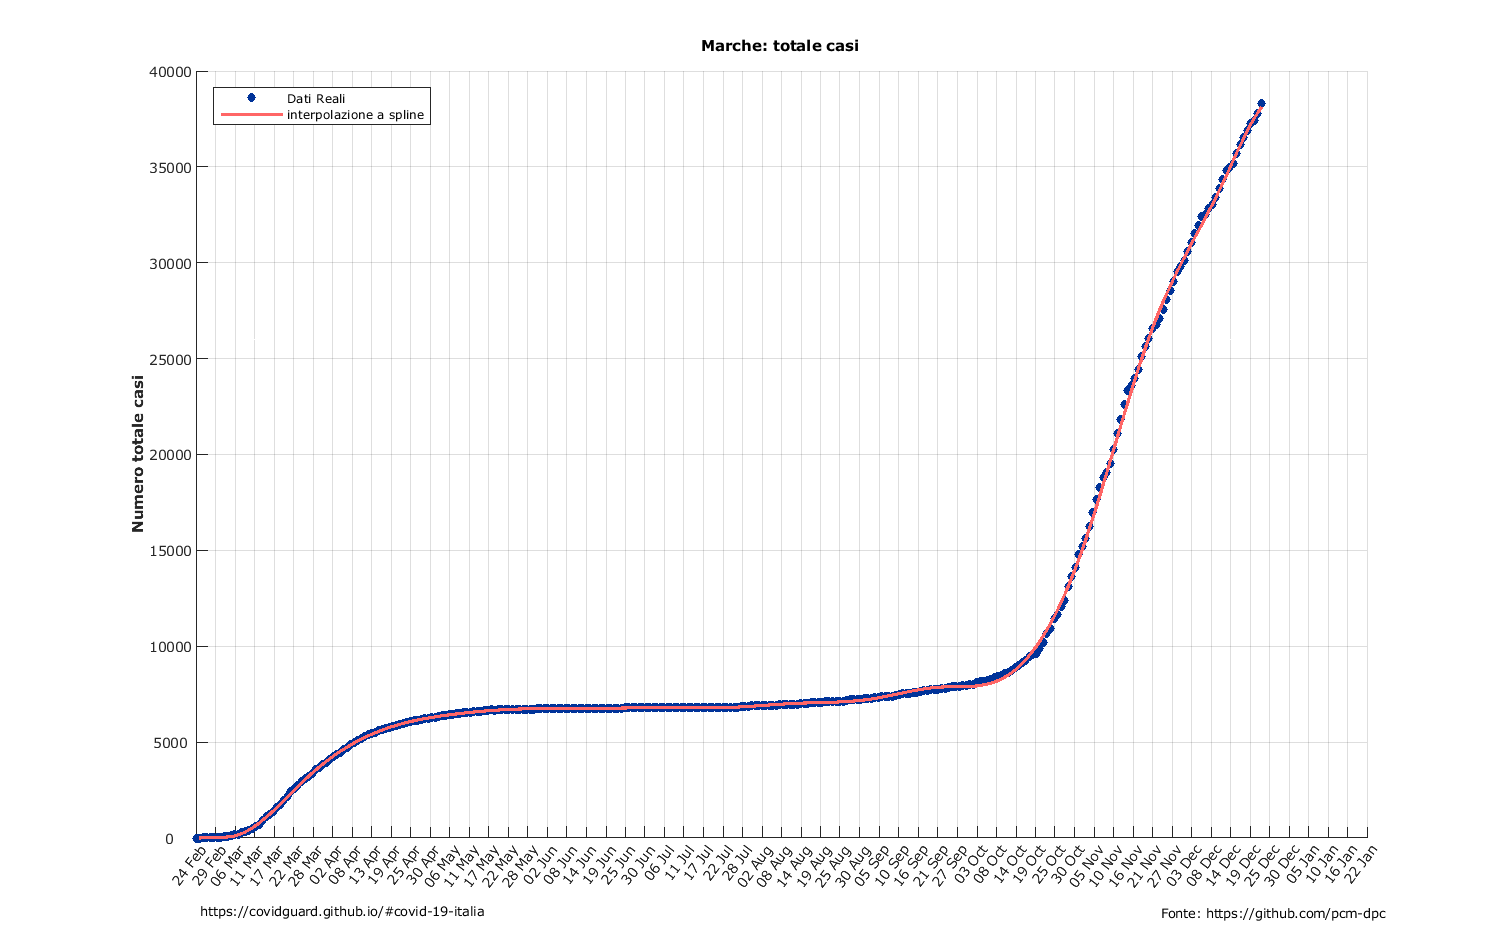 Marche: totale casi
Dati Reali
interpolazione a spline
Numero totale casi
40000
35000
30000
25000
20000
15000
10000
5000
0
24 Feb
29 Feb
06 Mar
11 Mar
17 Mar
22 Mar
28 Mar
02 Apr
08 Apr
13 Apr
19 Apr
25 Apr
30 Apr
06 May
11 May
17 May
22 May
28 May
02 Jun
08 Jun
14 Jun
19 Jun
25 Jun
30 Jun
06 Jul
11 Jul
17 Jul
22 Jul
28 Jul
02 Aug
08 Aug
14 Aug
19 Aug
25 Aug
30 Aug
05 Sep
10 Sep
16 Sep
21 Sep
27 Sep
03 Oct
08 Oct
14 Oct
19 Oct
25 Oct
30 Oct
05 Nov
10 Nov
16 Nov
21 Nov
27 Nov
03 Dec
08 Dec
14 Dec
19 Dec
25 Dec
30 Dec
05 Jan
10 Jan
16 Jan
22 Jan
https://covidguard.github.io/#covid-19-italia
Fonte: https://github.com/pcm-dpc